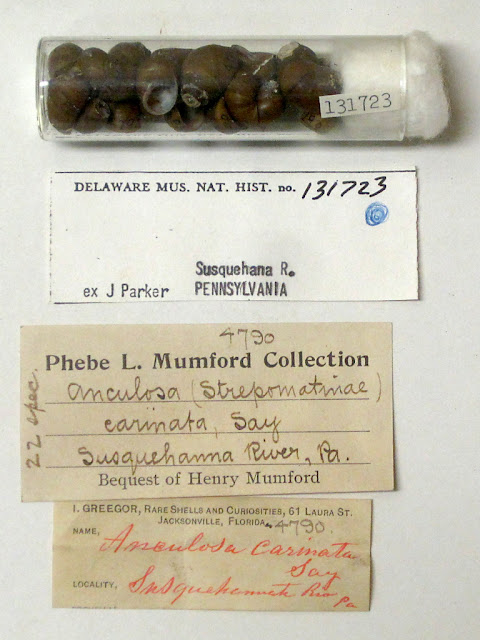 131723
DELAWARE MUS. NAT. HIST. no. 131723
Susquehana R.
ex J Parker PENNSYLVANIA
4790
Phebe L. Mumford Collection
22 spec.
Anculosa (Strepomatinae)
carinata, Say
Susquehanna River, Pa.
Bequest of Henry Mumford
I. GREEGOR, RARE SHELLS AND CURIOSITIES, 61 LAURA ST.
JACKSONVILLE, FLORIDA. 4790.
NAME, Anculosa carinata
Say
LOCALITY, River
Pa